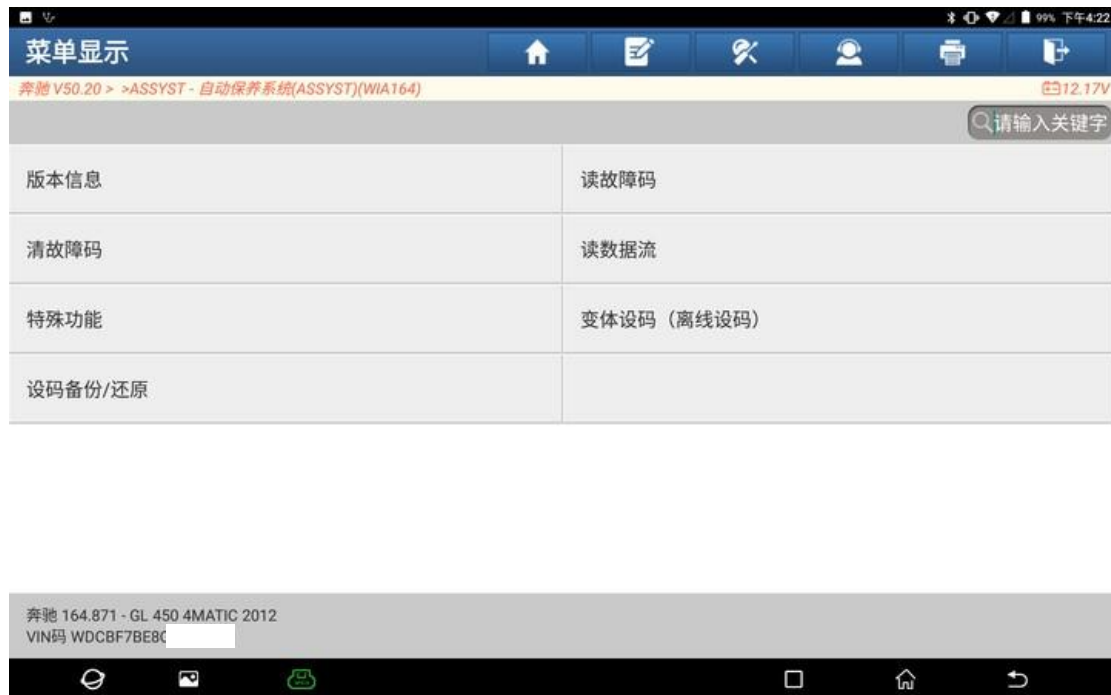 99% 下午4:22
菜单显示
奔驰 V50.20 > >ASSYST - 自动保养系统(ASSYST)(WIA164) 12.17V
请输入关键字
版本信息 读故障码
清故障码 读数据流
特殊功能 变体设码（离线设码）
设码备份/还原
奔驰 164.871 - GL 450 4MATIC 2012
VIN码 WDCBF7BE8C